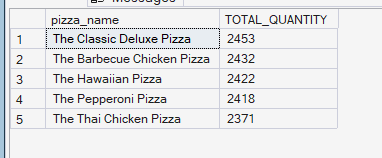 Messages
pizza_name TOTAL_QUANTITY
1 The Classic Deluxe Pizza 2453
2 The Barbecue Chicken Pizza 2432
3 The Hawaiian Pizza 2422
4 The Pepperoni Pizza 2418
5 The Thai Chicken Pizza 2371